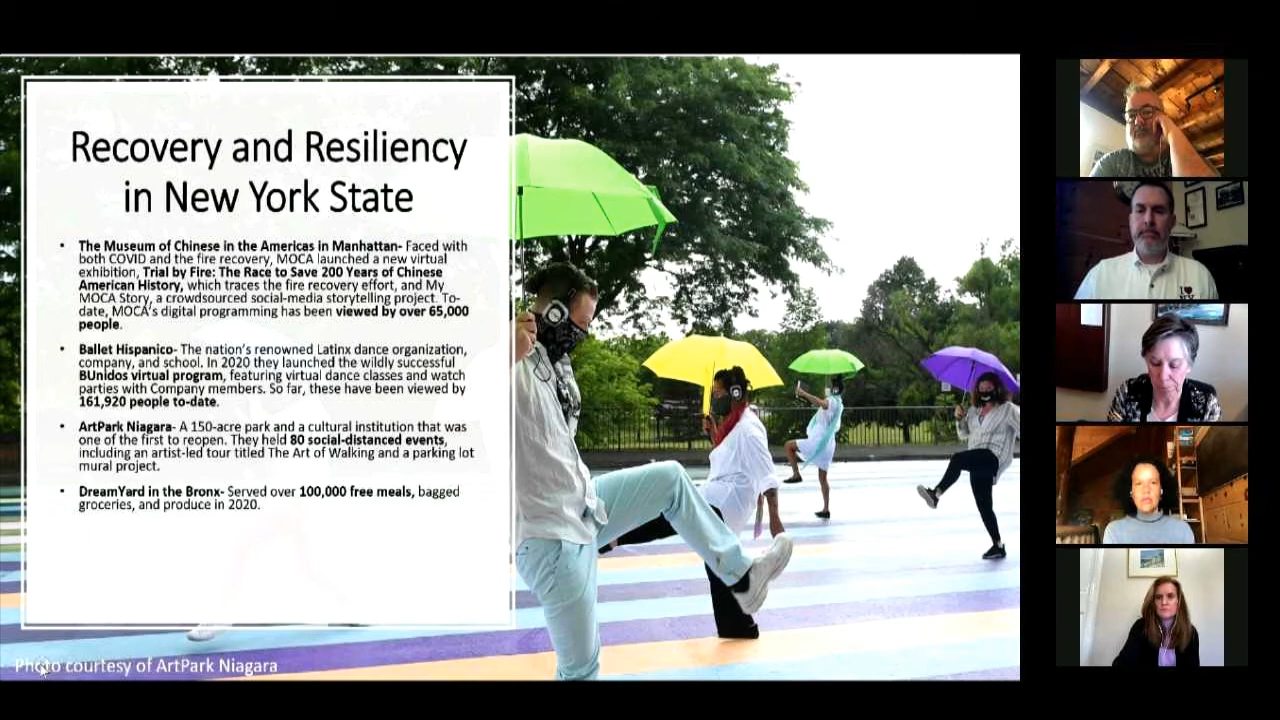 Recovery and Resiliency
in New York State
• The Museum of Chinese in the Americas in Manhattan- Faced with
both COVID and the fire recovery, MOCA launched a new virtual
exhibition, Trial by Fire: The Race to Save 200 Years of Chinese
American History, which traces the fire recovery effort, and My
MOCA Story, a crowdsourced social-media storytelling project. To-
date, MOCA's digital programming has been viewed by over 65,000
people.
• Ballet Hispanico- The nation's renowned Latinx dance organization,
company, and school. In 2020 they launched the wildly successful
BUnidos virtual program, featuring virtual dance classes and watch
parties with Company members. So far, these have been viewed by
161,920 people to-date.
• ArtPark Niagara- A 150-acre park and a cultural institution that was
one of the first to reopen. They held 80 social-distanced events,
including an artist-led tour titled The Art of Walking and a parking lot
mural project.
• DreamYard in the Bronx- Served over 100,000 free meals, bagged
groceries, and produce in 2020.
Photo courtesy of ArtPark Niagara